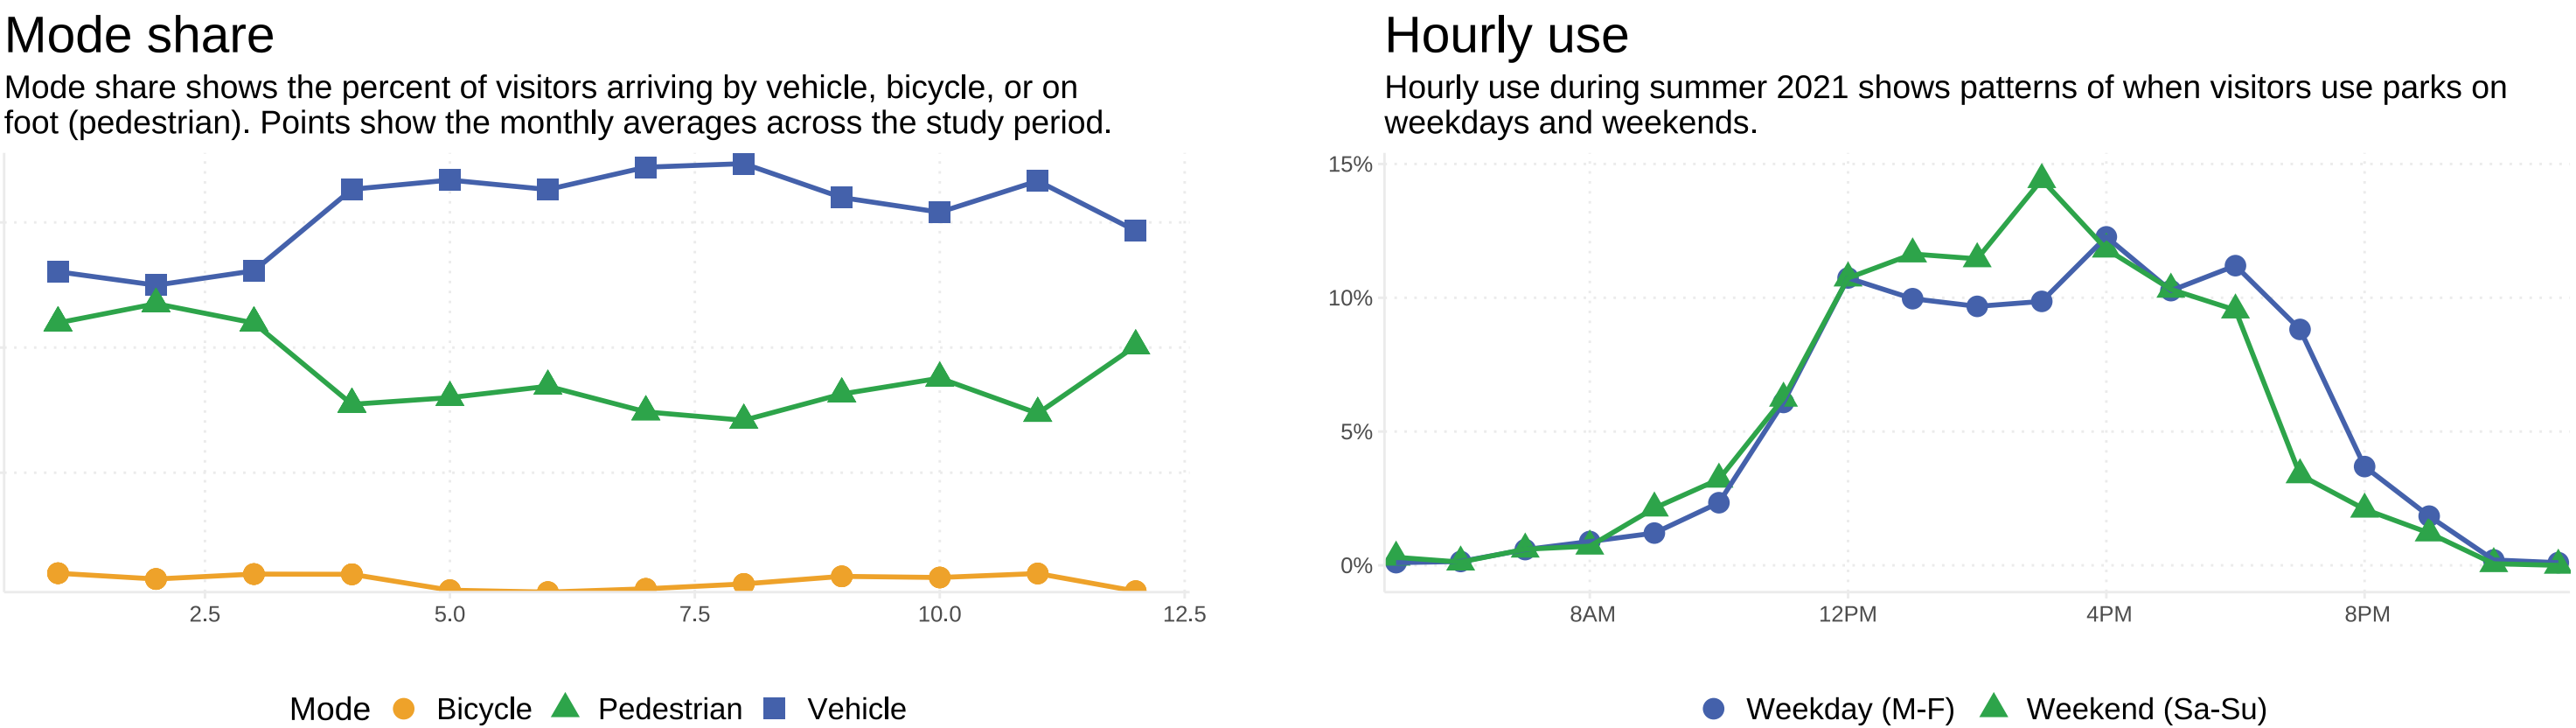 Mode share
Mode share shows the percent of visitors arriving by vehicle, bicycle, or on
foot (pedestrian). Points show the monthly averages across the study period.
2.5 5.0 7.5 10.0 12.5
Mode Bicycle Pedestrian Vehicle
Hourly use
Hourly use during summer 2021 shows patterns of when visitors use parks on
weekdays and weekends.
15%
10%
5%
0%
8AM 12PM 4PM 8PM
Weekday (M-F) Weekend (Sa-Su)